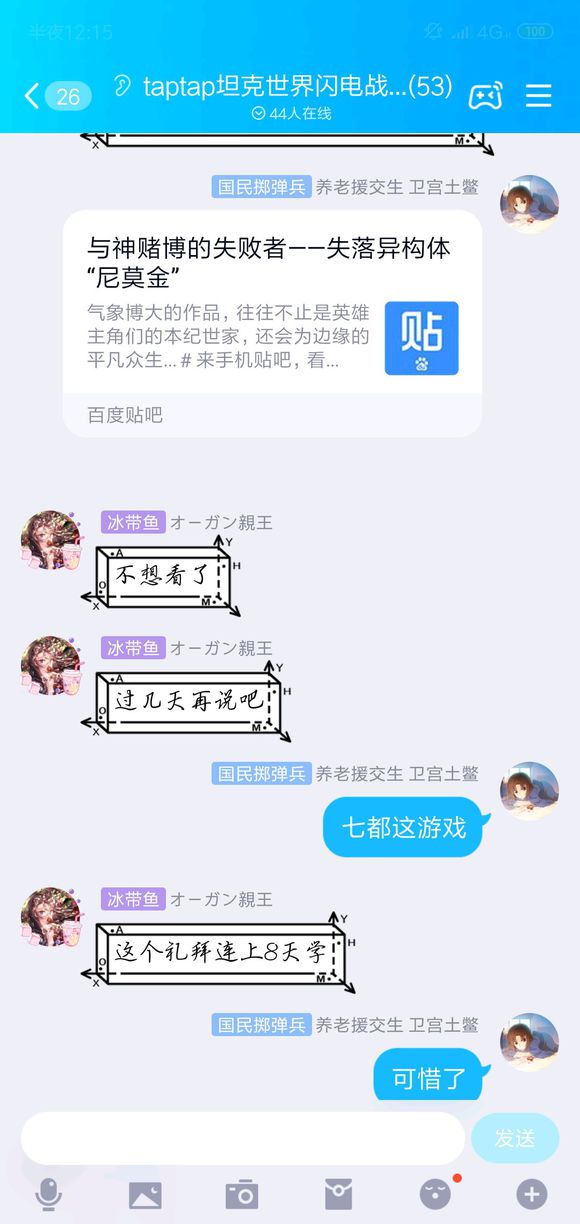 半夜12:15
4G
100
26
taptap坦克世界闪电战...(53)
44人在线
X
M
国民掷弹兵 养老援交生 卫宫土鳖
与神赌博的失败者——失落异构体
“尼莫金”
气象博大的作品，往往不止是英雄
主角们的本纪世家，还会为边缘的
平凡众生...＃来手机贴吧，看...
贴
百度贴吧
冰带鱼 オーガン親王
A
Y
不想看了
H
O
X
M
冰带鱼 オーガン親王
A
Y
过几天再说吧
H
O
X
M
国民掷弹兵 养老援交生 卫宫土鳖
七都这游戏
冰带鱼 オーガン親王
A
Y
这个礼拜连上8天学
H
O
X
M
国民掷弹兵 养老援交生 卫宫土鳖
可惜了
发送